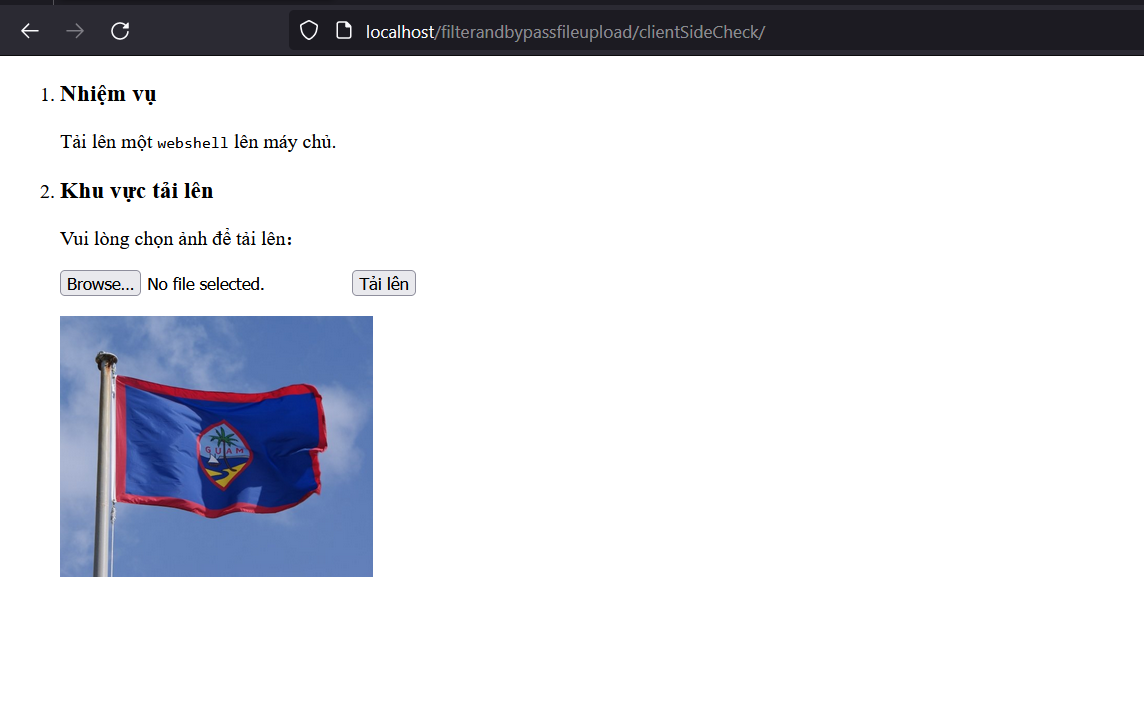 localhost/filterandbypassfileupload/clientSideCheck/
1. Nhiệm vụ
Tải lên một webshell lên máy chủ.
2. Khu vực tải lên
Vui lòng chọn ảnh để tải lên：
Browse... No file selected. Tải lên
GUAM